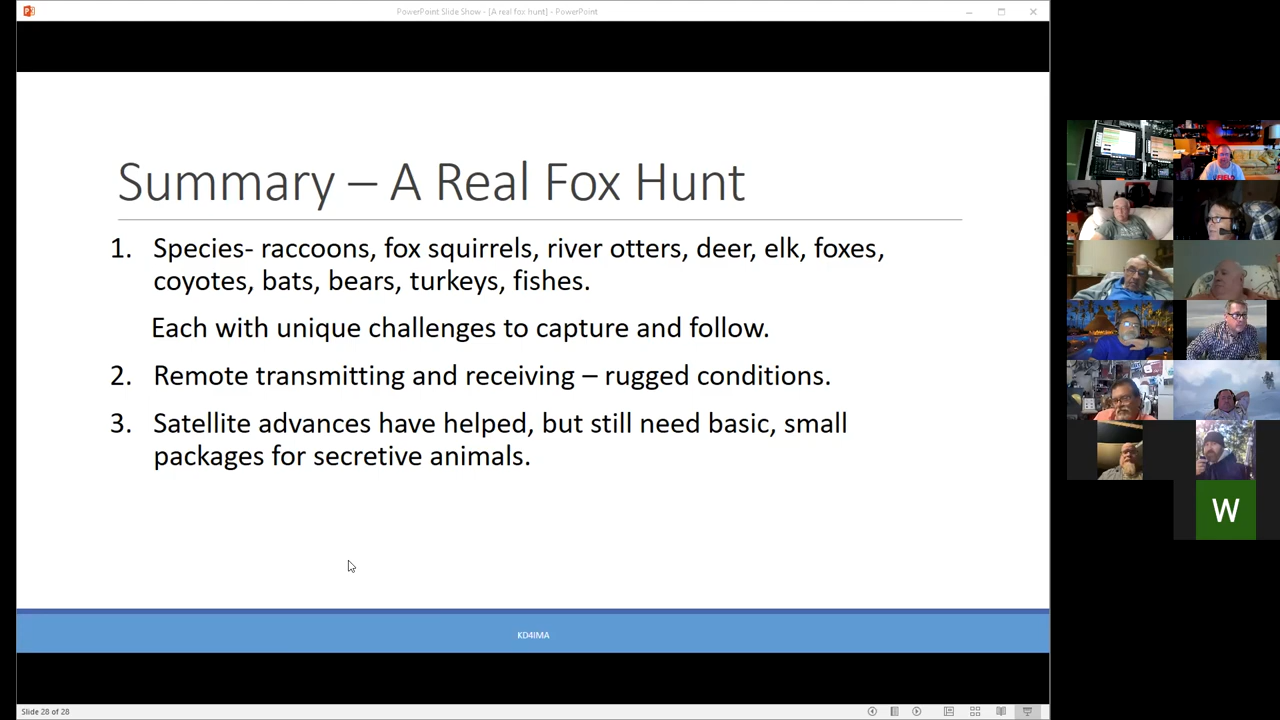 PowerPoint Slide Show - [A real fox hunt] - PowerPoint
Summary – A Real Fox Hunt
1. Species- raccoons, fox squirrels, river otters, deer, elk, foxes,
coyotes, bats, bears, turkeys, fishes.
Each with unique challenges to capture and follow.
2. Remote transmitting and receiving – rugged conditions.
3. Satellite advances have helped, but still need basic, small
packages for secretive animals.
KD4IMA
Slide 28 of 28
W